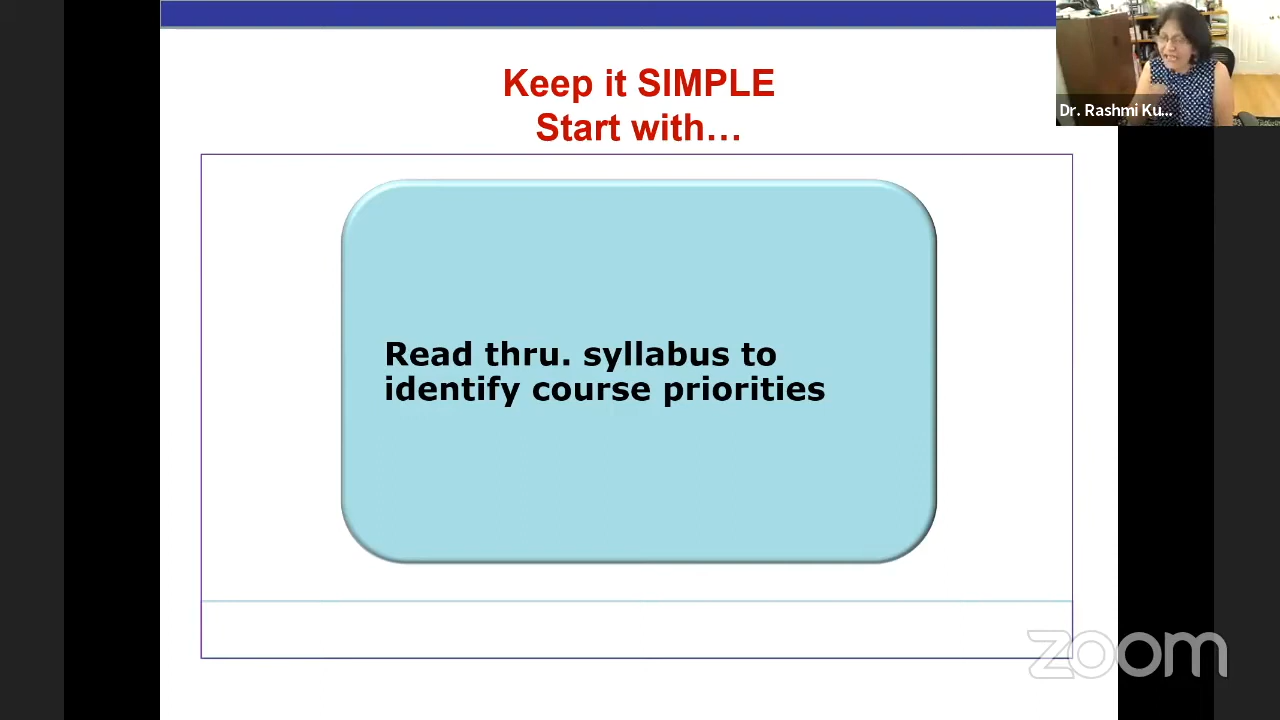 Keep it SIMPLE
Start with…
Dr. Rashmi Ku...
Read thru. syllabus to
identify course priorities
zoom